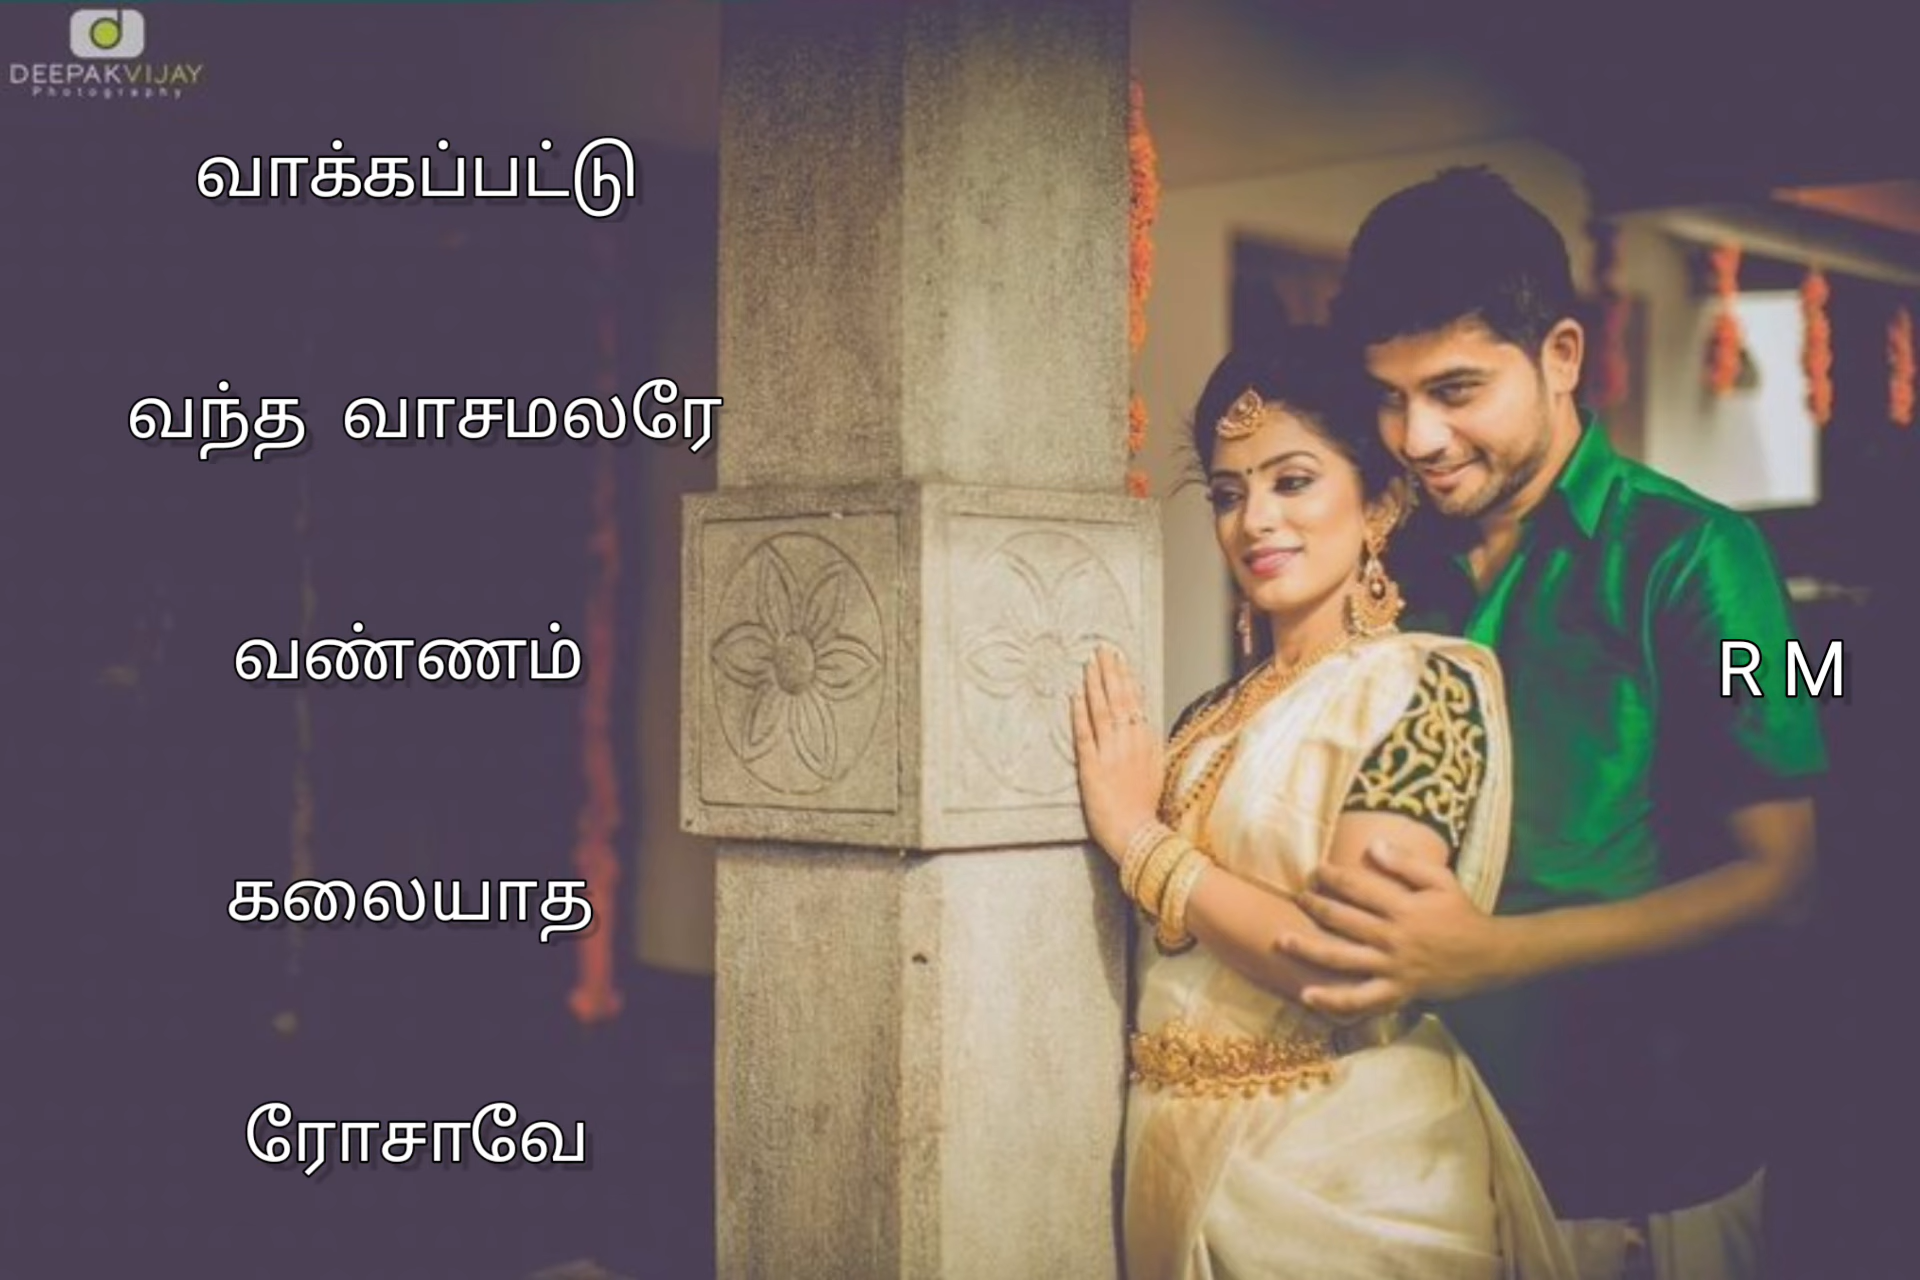 DEEPAKVIJAY
Photography
வாக்கப்பட்டு
வந்த வாசமலரே
வண்ணம்
R M
கலையாத
ரோசாவே